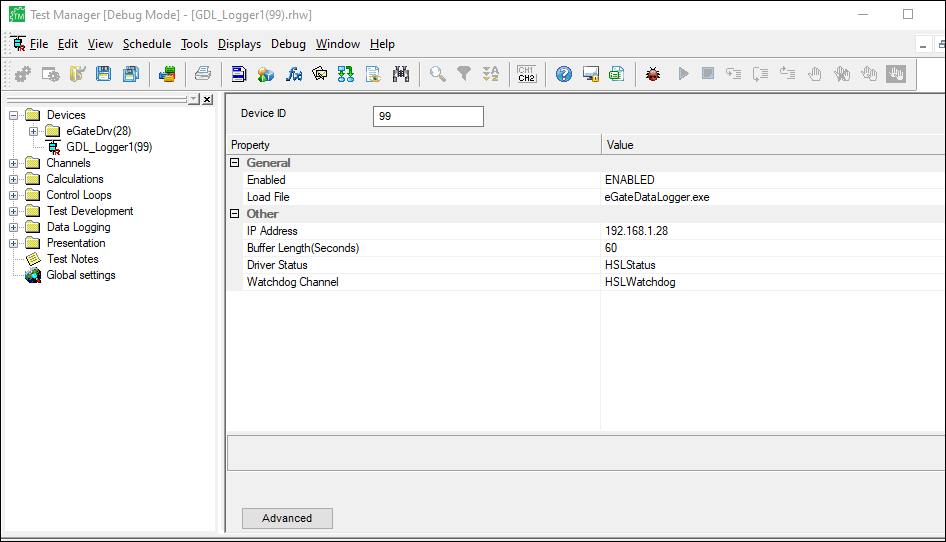 Test Manager [Debug Mode] - [GDL_Logger1(99).rhw]
File Edit View Schedule Tools Displays Debug Window Help
CH1
CH2
Devices
eGateDrv(28)
GDL_Logger1(99)
Channels
Calculations
Control Loops
Test Development
Data Logging
Presentation
Test Notes
Global settings
Device ID 99
Property Value
General
Enabled ENABLED
Load File eGateDataLogger.exe
Other
IP Address 192.168.1.28
Buffer Length(Seconds) 60
Driver Status HSLStatus
Watchdog Channel HSLWatchdog
Advanced